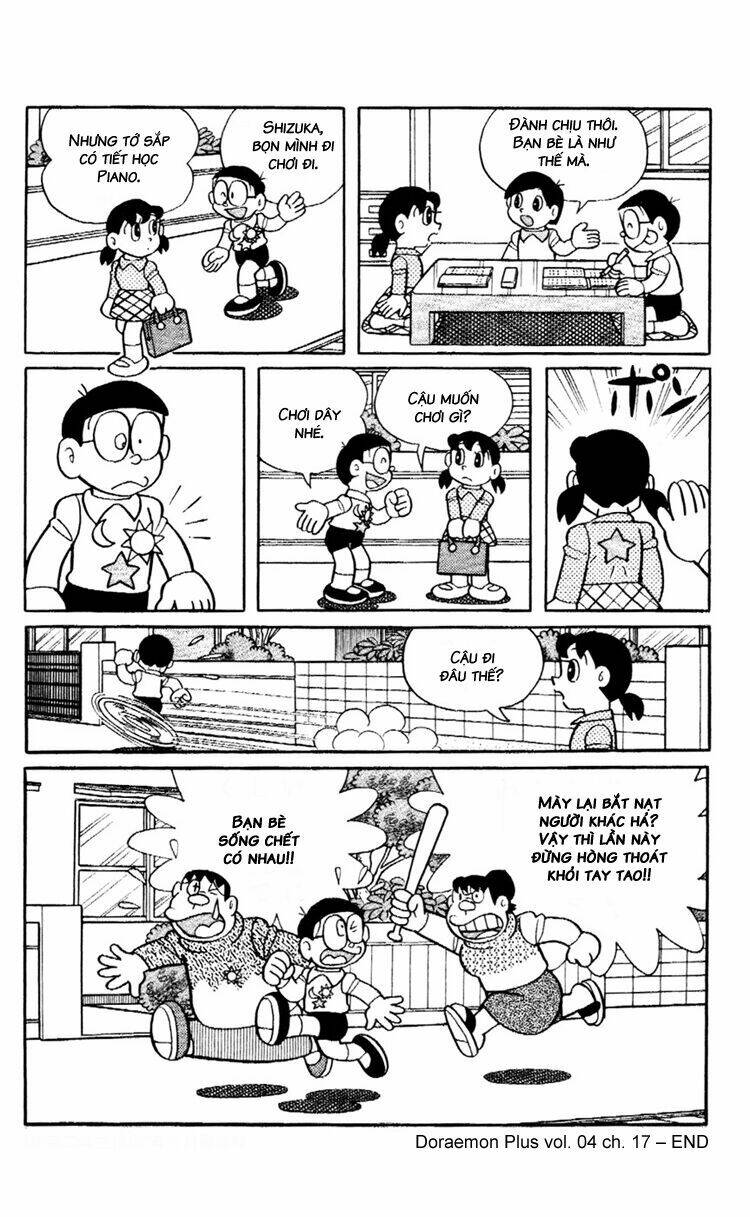 SHIZUKA,
BỌN MÌNH ĐI
CHƠI ĐI.
NHƯNG TỚ SẮP
CÓ TIẾT HỌC
PIANO.
ĐÀNH CHỊU THÔI.
BẠN BÈ LÀ NHƯ
THẾ MÀ.
CẬU MUỐN
CHƠI GÌ?
CHƠI DÂY
NHÉ.
ポン
CẬU ĐI
ĐÂU THẾ?
BẠN BÈ
SỐNG CHẾT
CÓ NHAU!!
MÀY LẠI BẮT NẠT
NGƯỜI KHÁC HẢ?
VẬY THÌ LẦN NÀY
ĐỪNG HÒNG THOÁT
KHỎI TAY TAO!!
Doraemon Plus vol. 04 ch. 17 – END